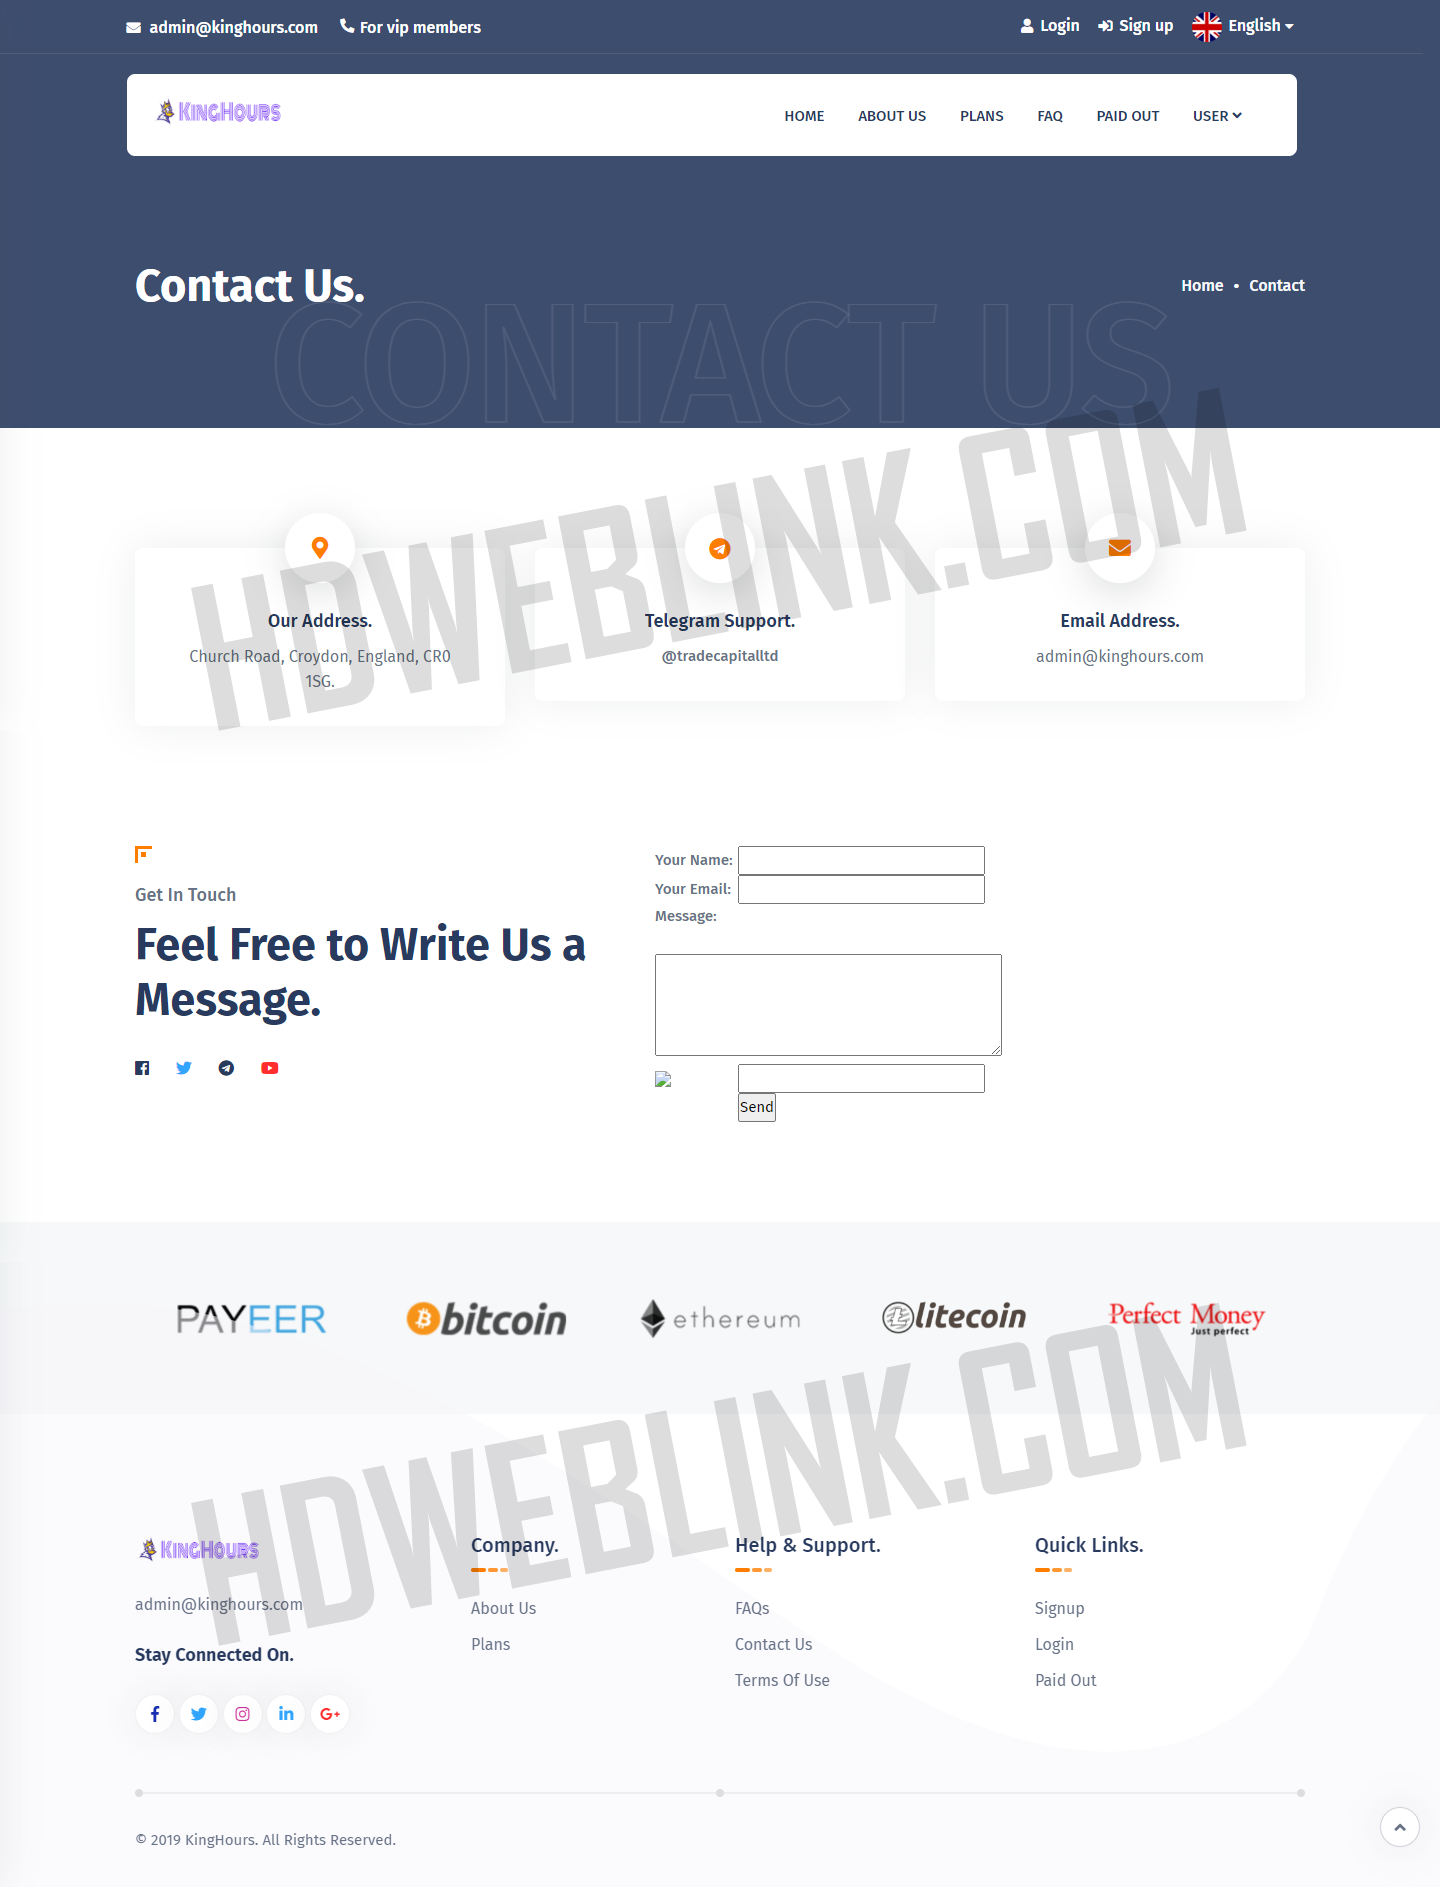 admin@kinghours.com For vip members Login Sign up English
KingHours HOME ABOUT US PLANS FAQ PAID OUT USER
Contact Us. Home • Contact
CONTACT US
HDWEBLINK.COM
Our Address.
Church Road, Croydon, England, CR0
1SG.
Telegram Support.
@tradecapitalltd
Email Address.
admin@kinghours.com
Get In Touch
Feel Free to Write Us a
Message.
Your Name:
Your Email:
Message:
Send
PAYEER bitcoin ethereum litecoin Perfect Money
Just perfect
HDWEBLINK.COM
KingHours
admin@kinghours.com
Stay Connected On.
Company.
About Us
Plans
Help & Support.
FAQs
Contact Us
Terms Of Use
Quick Links.
Signup
Login
Paid Out
© 2019 KingHours. All Rights Reserved.